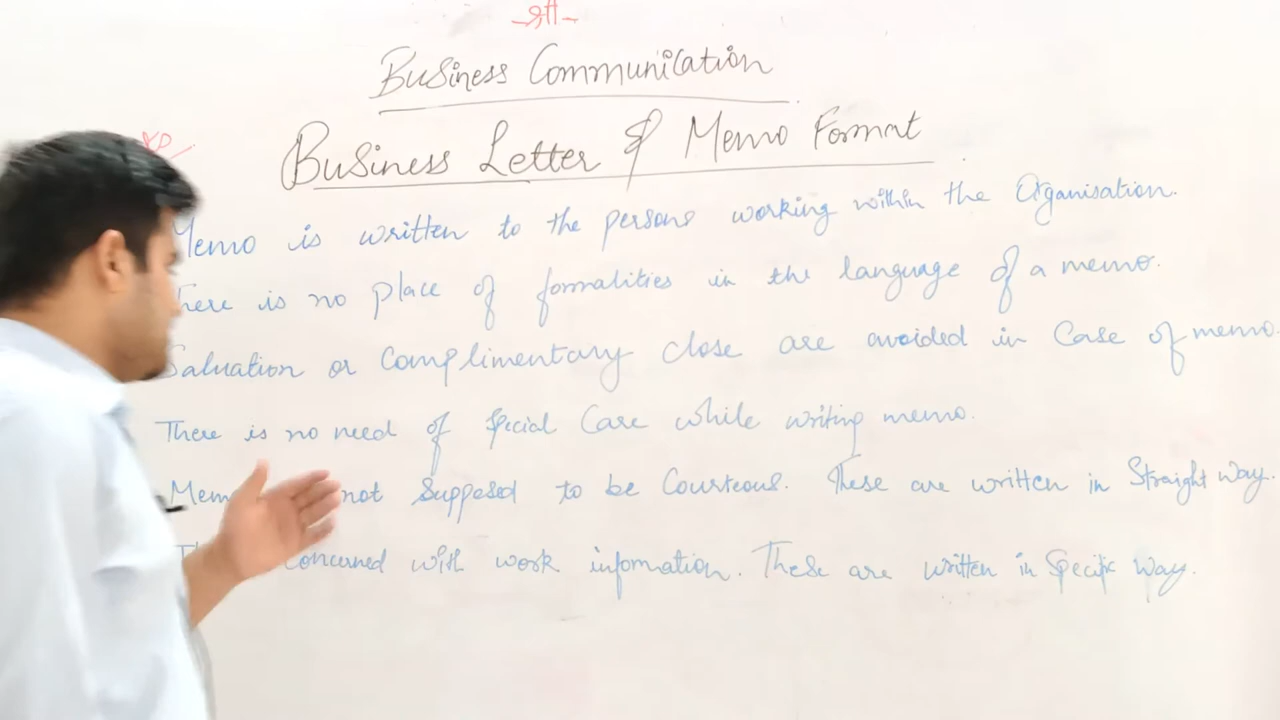 -श्री-
Business Communication
Business Letter & Memo Format
Memo is written to the persons working within the Organisation.
There is no place of formalities in the language of a memo.
Saluation or Complimentary close are avoided in Case of memo
There is no need of Special Care while writing memo.
Mem not Supposed to be Courteous. These are written in Straight way.
concerned with work information. These are written in Specific way.